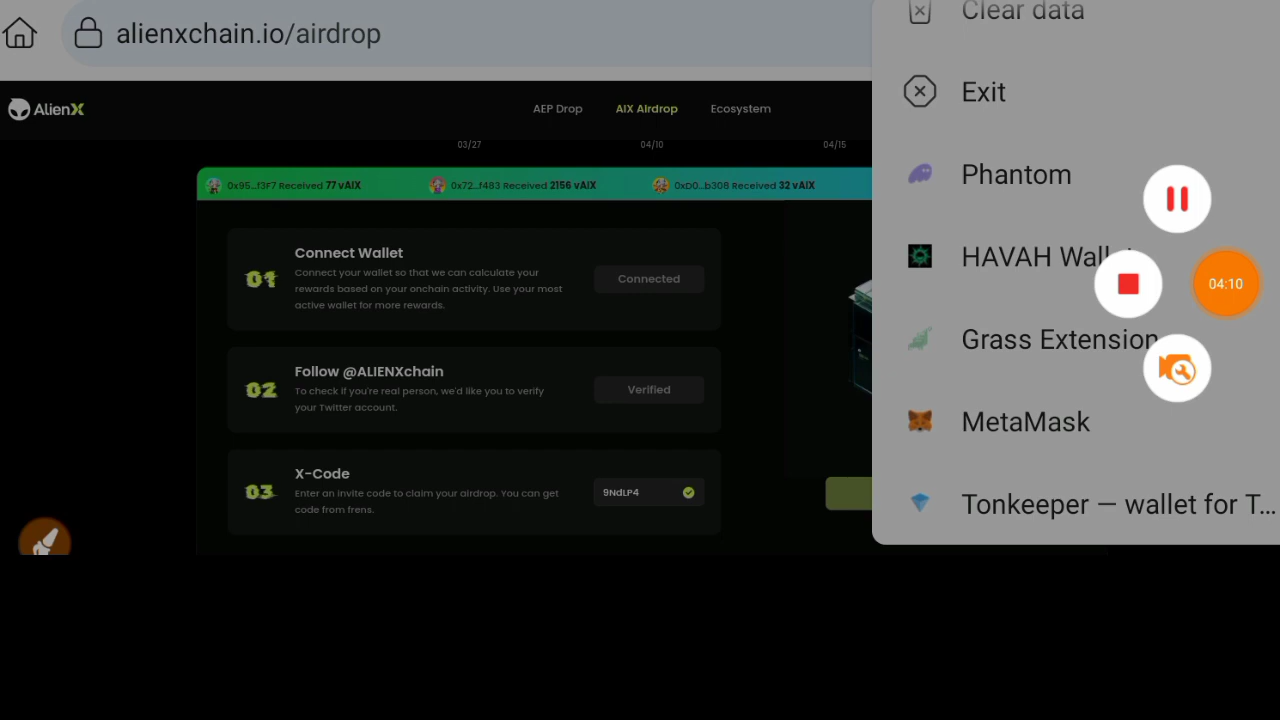 alienxchain.io/airdrop
AlienX
AEP Drop
AIX Airdrop
Ecosystem
03/27
04/10
04/15
0x95...f3F7 Received 77 vAIX
0x72...f483 Received 2156 vAIX
0xD0...b308 Received 32 vAIX
01
Connect Wallet
Connect your wallet so that we can calculate your
rewards based on your onchain activity. Use your most
active wallet for more rewards.
Connected
02
Follow @ALIENXchain
To check if you're real person, we'd like you to verify
your Twitter account.
Verified
03
X-Code
Enter an invite code to claim your airdrop. You can get
code from frens.
9NdLP4
Clear data
Exit
Phantom
HAVAH Wall
Grass Extension
MetaMask
Tonkeeper — wallet for T...
04:10